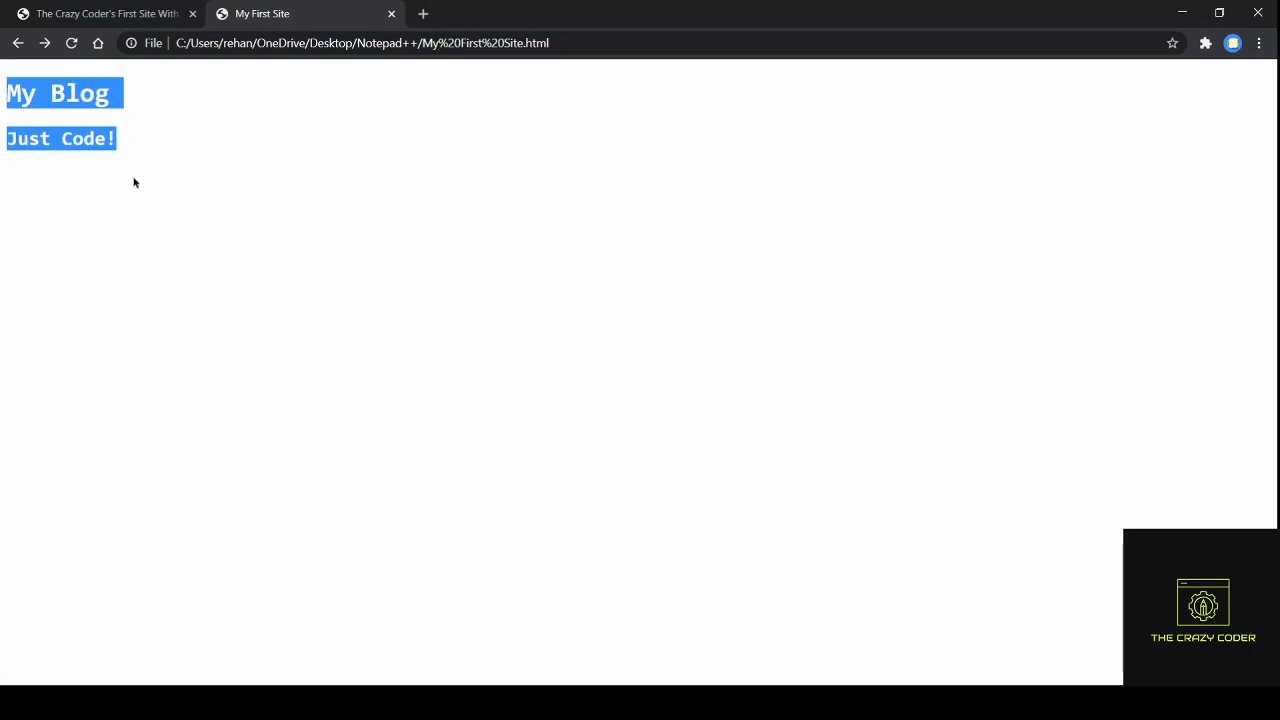 The Crazy Coder's First Site With
My First Site
File
C:/Users/rehan/OneDrive/Desktop/Notepad++/My%20First%20Site.html
My Blog
Just Code!
THE CRAZY CODER